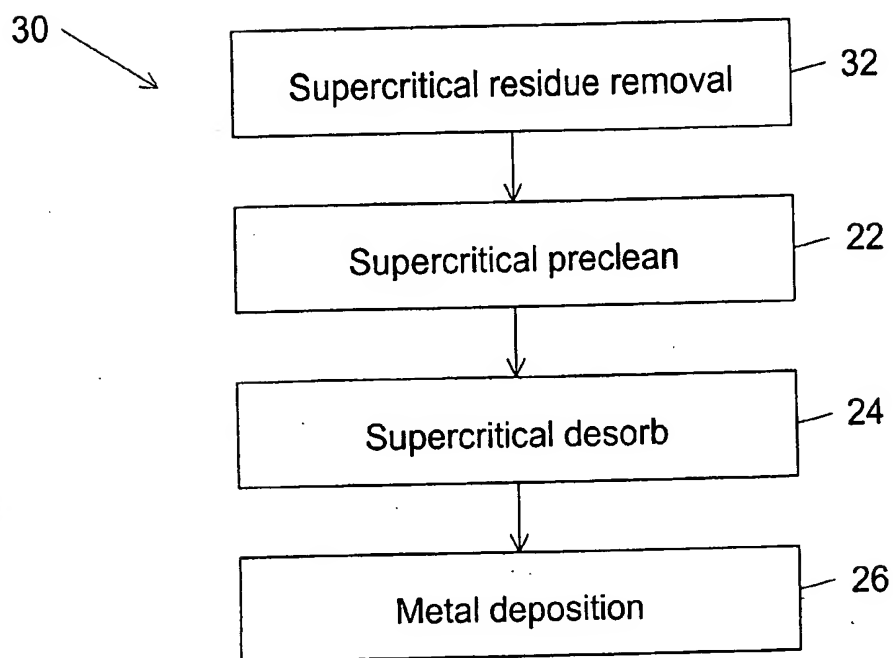 30
Supercritical residue removal
32
Supercritical preclean
22
Supercritical desorb
24
Metal deposition
26